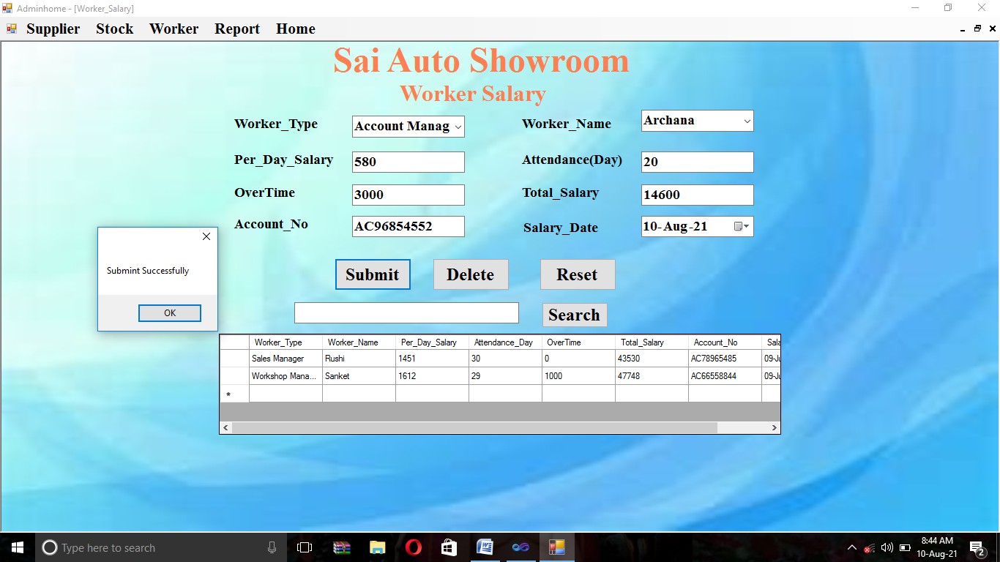 Adminhome - [Worker_Salary]
Supplier Stock Worker Report Home
Sai Auto Showroom
Worker Salary
Worker_Type Account Manag Worker_Name Archana
Per_Day_Salary 580 Attendance(Day) 20
OverTime 3000 Total_Salary 14600
Account_No AC96854552 Salary_Date 10-Aug-21
Submint Successfully
OK
Submit Delete Reset
Search
Worker_Type Worker_Name Per_Day_Salary Attendance_Day OverTime Total_Salary Account_No Sala
Sales Manager Rushi 1451 30 0 43530 AC78965485 09-Ju
Workshop Mana... Sanket 1612 29 1000 47748 AC66558844 09-Ju
*
Type here to search
8:44 AM
10-Aug-21
2